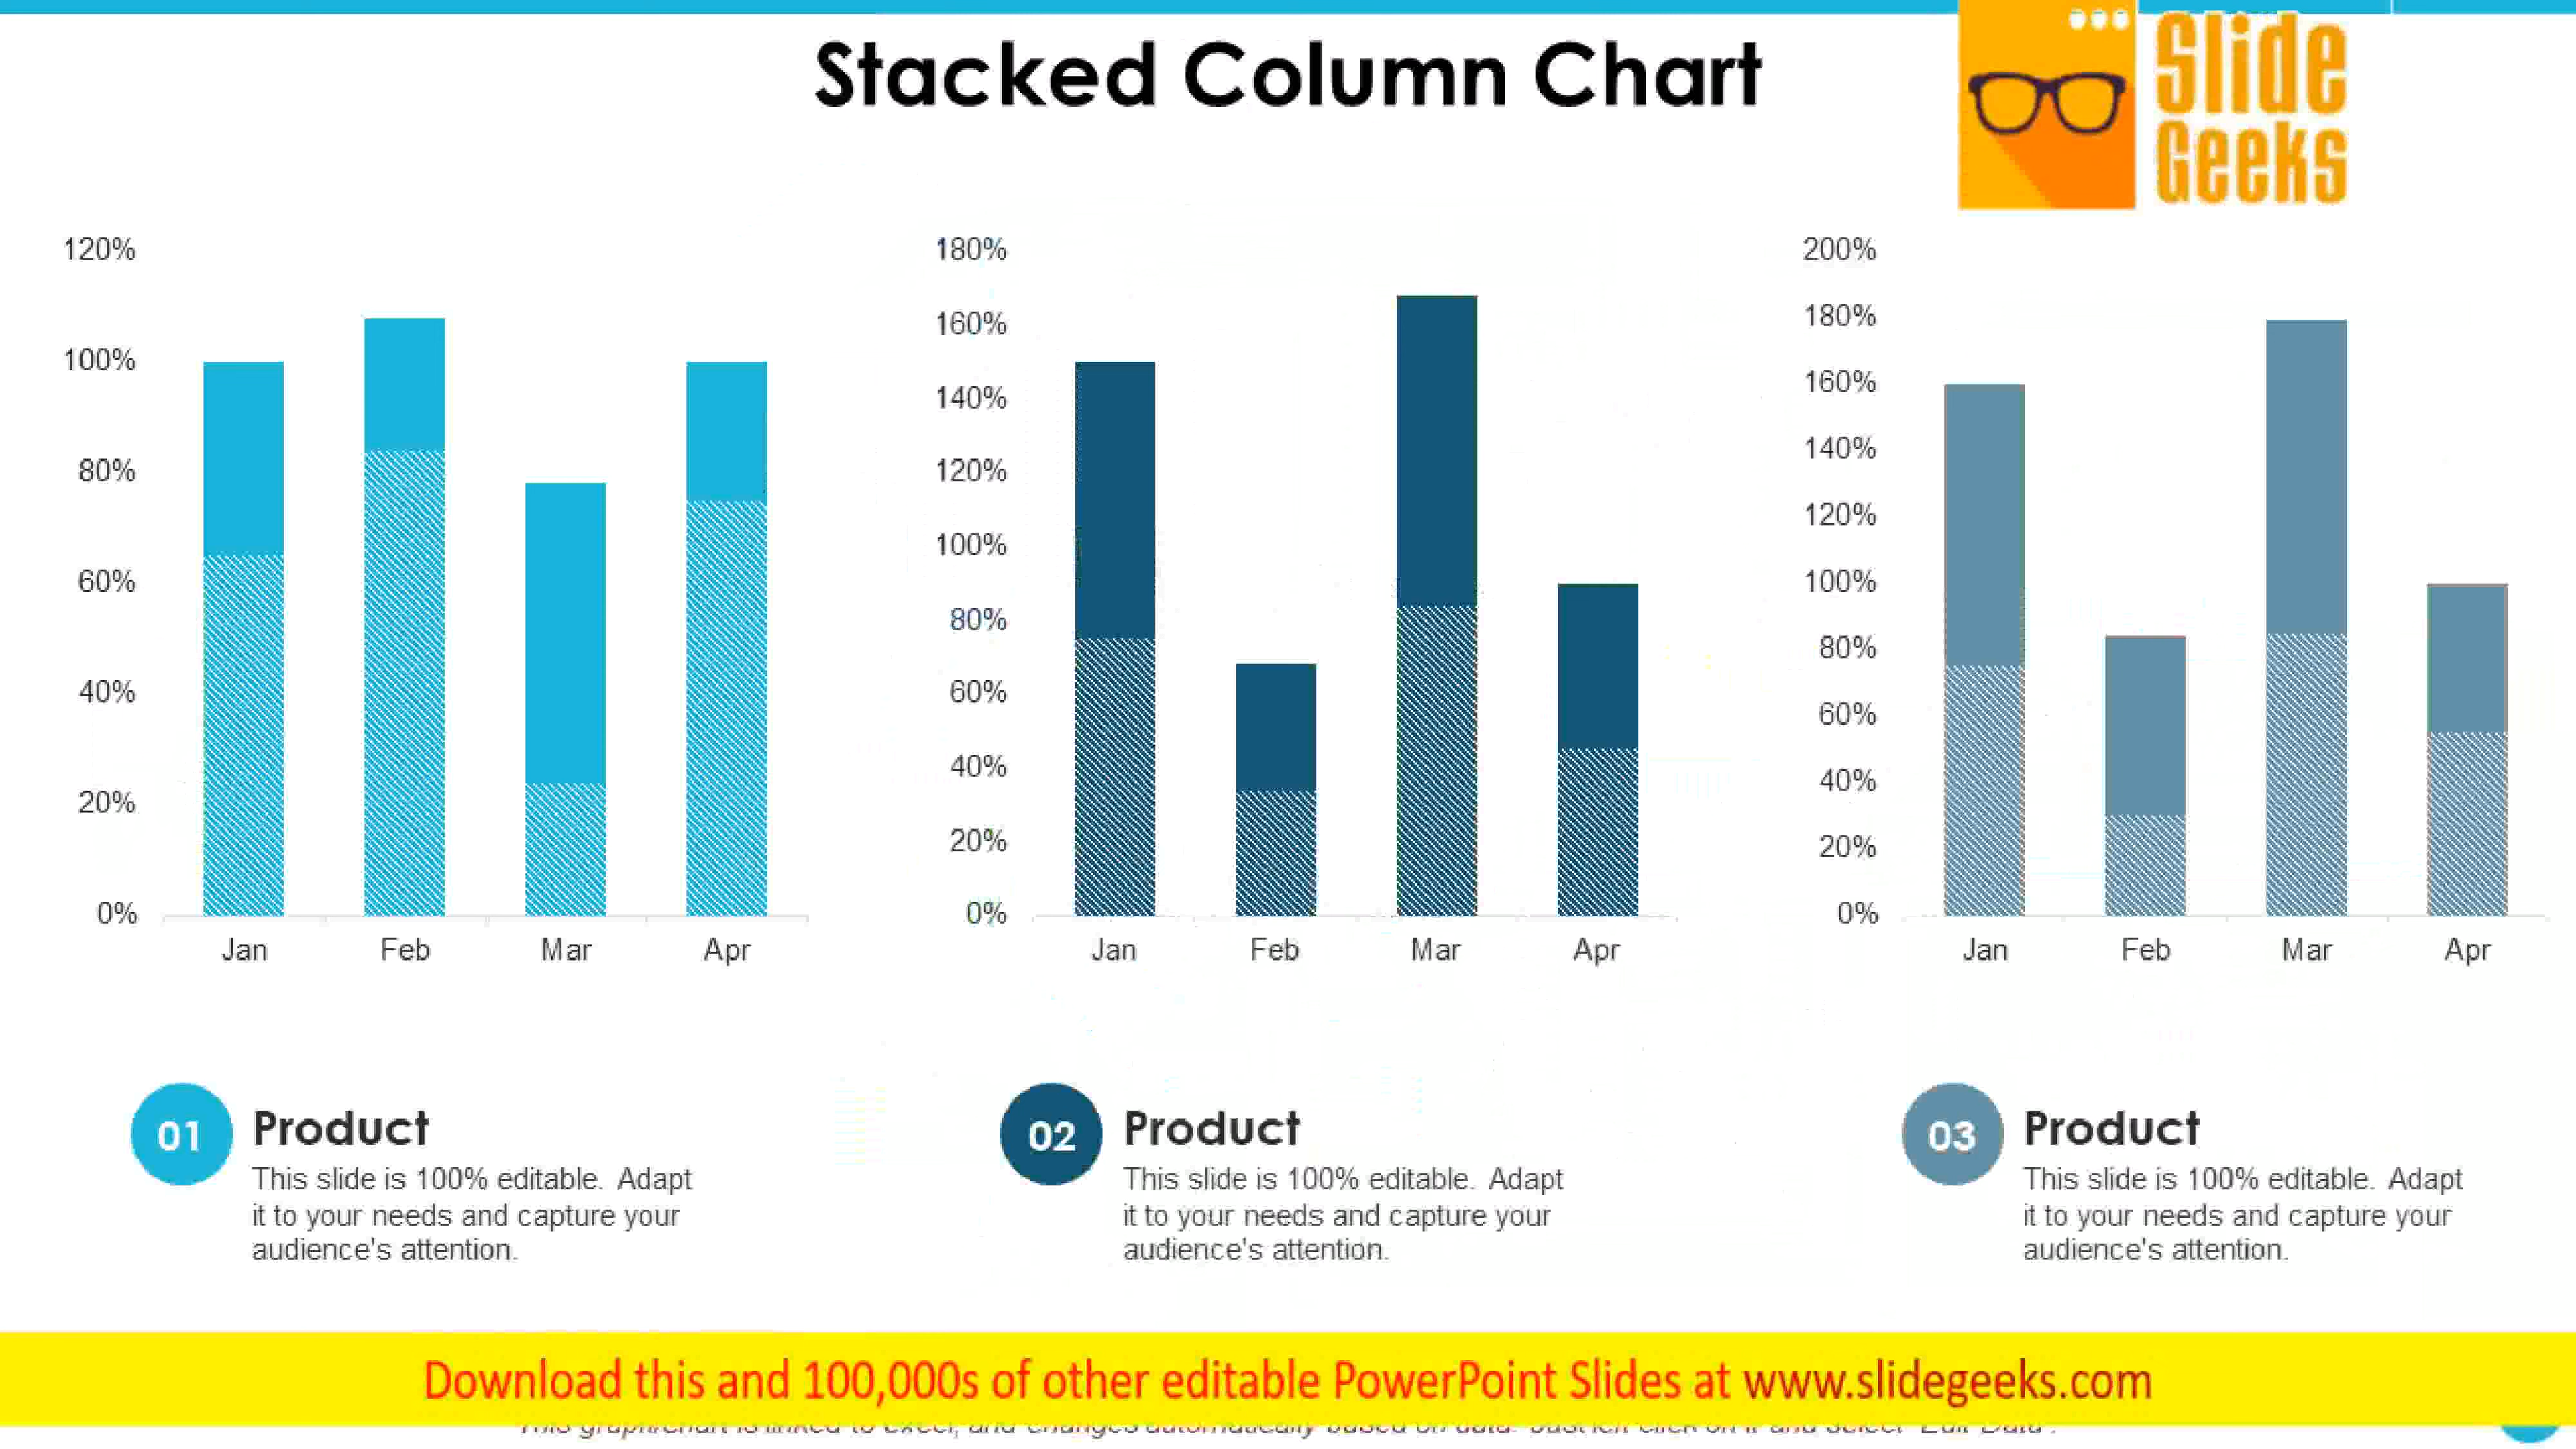 Stacked Column Chart
Slide
Geeks
120%
100%
80%
60%
40%
20%
0%
Jan Feb Mar Apr
180%
160%
140%
120%
100%
80%
60%
40%
20%
0%
Jan Feb Mar Apr
200%
180%
160%
140%
120%
100%
80%
60%
40%
20%
0%
Jan Feb Mar Apr
01 Product
This slide is 100% editable. Adapt
it to your needs and capture your
audience's attention.
02 Product
This slide is 100% editable. Adapt
it to your needs and capture your
audience's attention.
03 Product
This slide is 100% editable. Adapt
it to your needs and capture your
audience's attention.
Download this and 100,000s of other editable PowerPoint Slides at www.slidegeeks.com